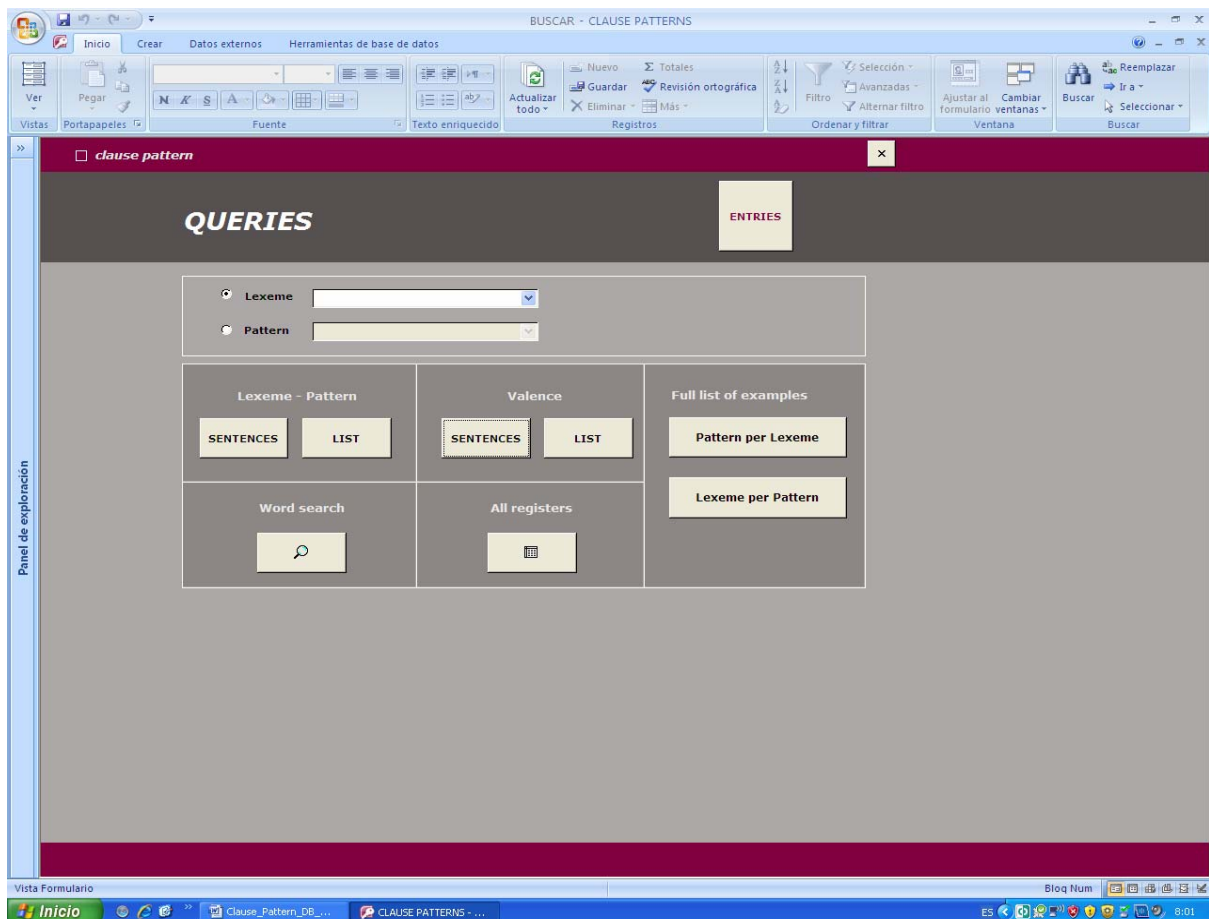 BUSCAR - CLAUSE PATTERNS
Inicio Crear Datos externos Herramientas de base de datos
Ver
Pegar
N K S
Actualizar todo
Nuevo
Guardar
Eliminar
Totales
Revisión ortográfica
Más
Filtro
Selección
Avanzadas
Alternar filtro
Ajustar al formulario
Cambiar ventanas
Buscar
Reemplazar
Ir a
Seleccionar
Vistas Portapapeles Fuente Texto enriquecido Registros Ordenar y filtrar Ventana Buscar
clause pattern
QUERIES
ENTRIES
Lexeme
Pattern
Lexeme - Pattern
SENTENCES LIST
Valence
SENTENCES LIST
Full list of examples
Pattern per Lexeme
Lexeme per Pattern
Word search
All registers
Panel de exploración
Vista Formulario
Bloq Num
Inicio
Clause_Pattern_DB_...
CLAUSE PATTERNS - ...
ES
8:01